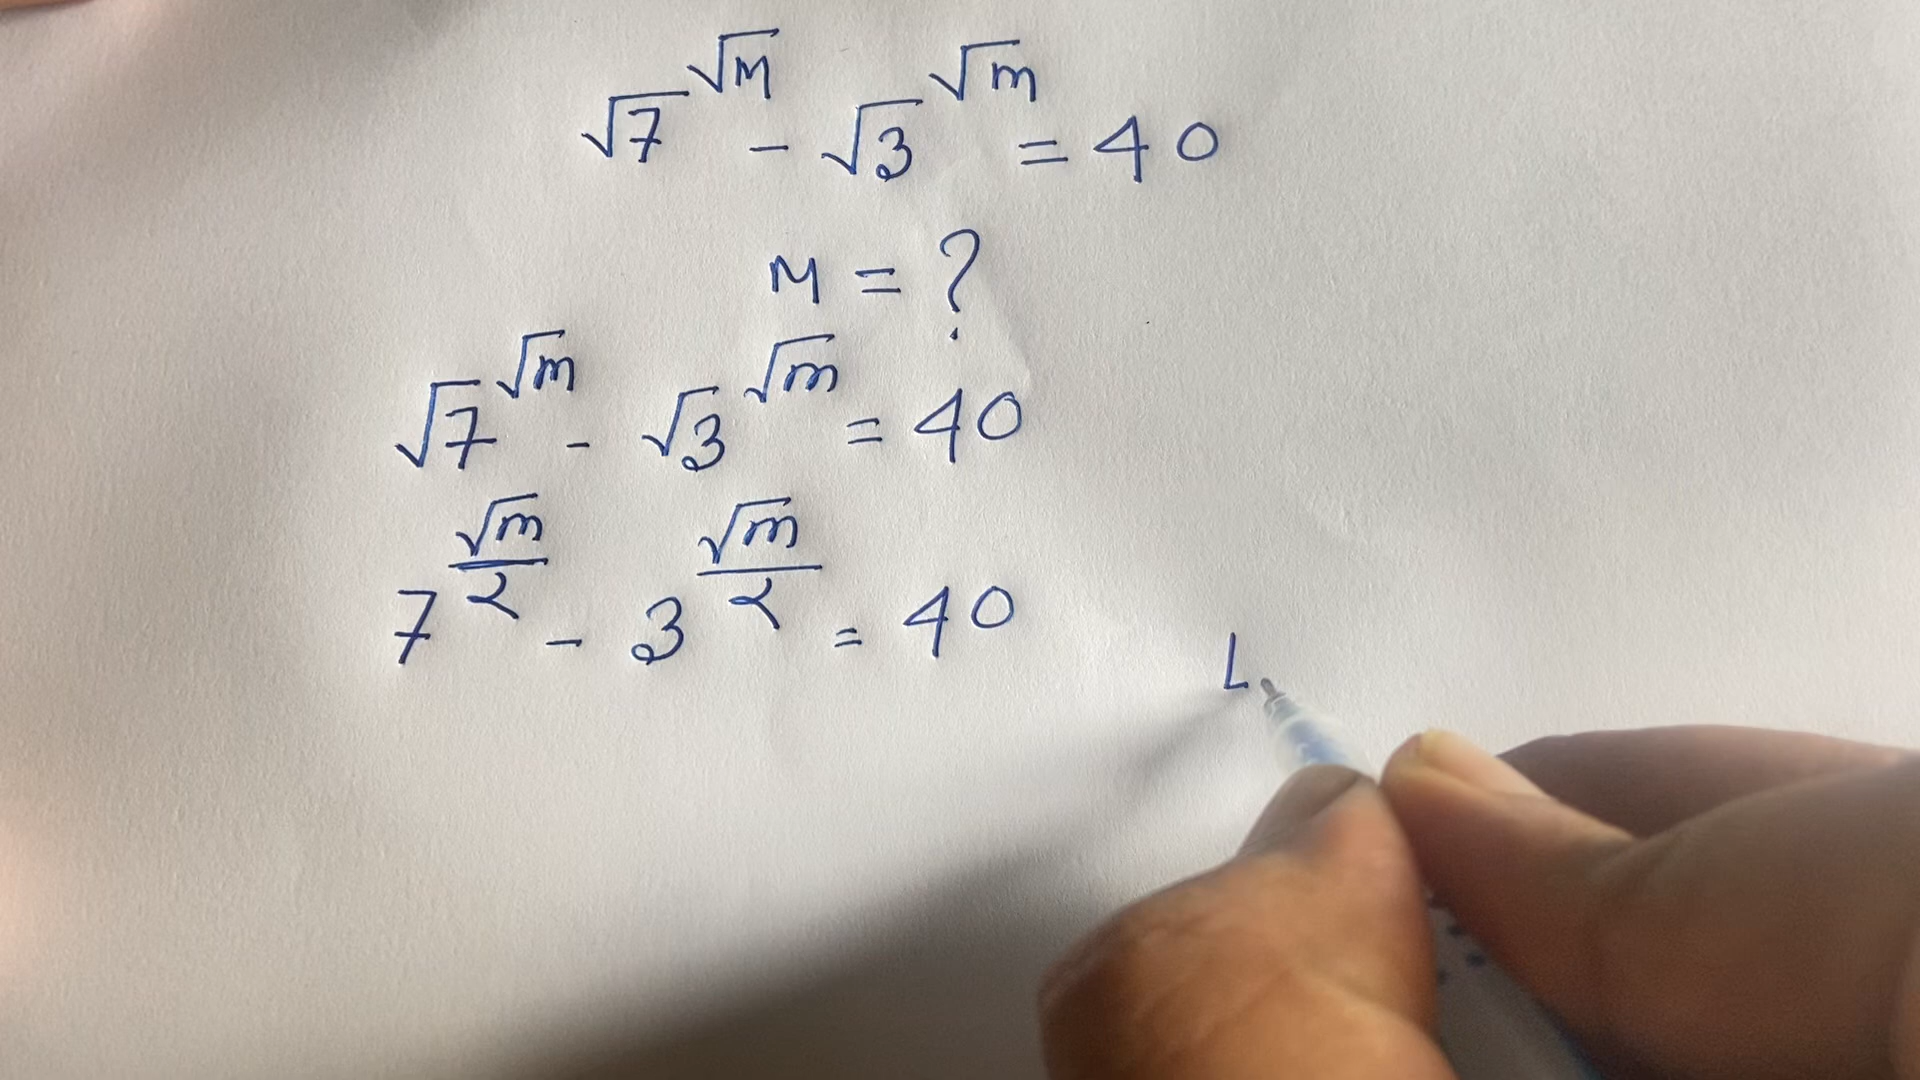 √7^√m - √3^√m = 40
M = ?
√7^√m - √3^√m = 40
7^(√m/2) - 3^(√m/2) = 40
L